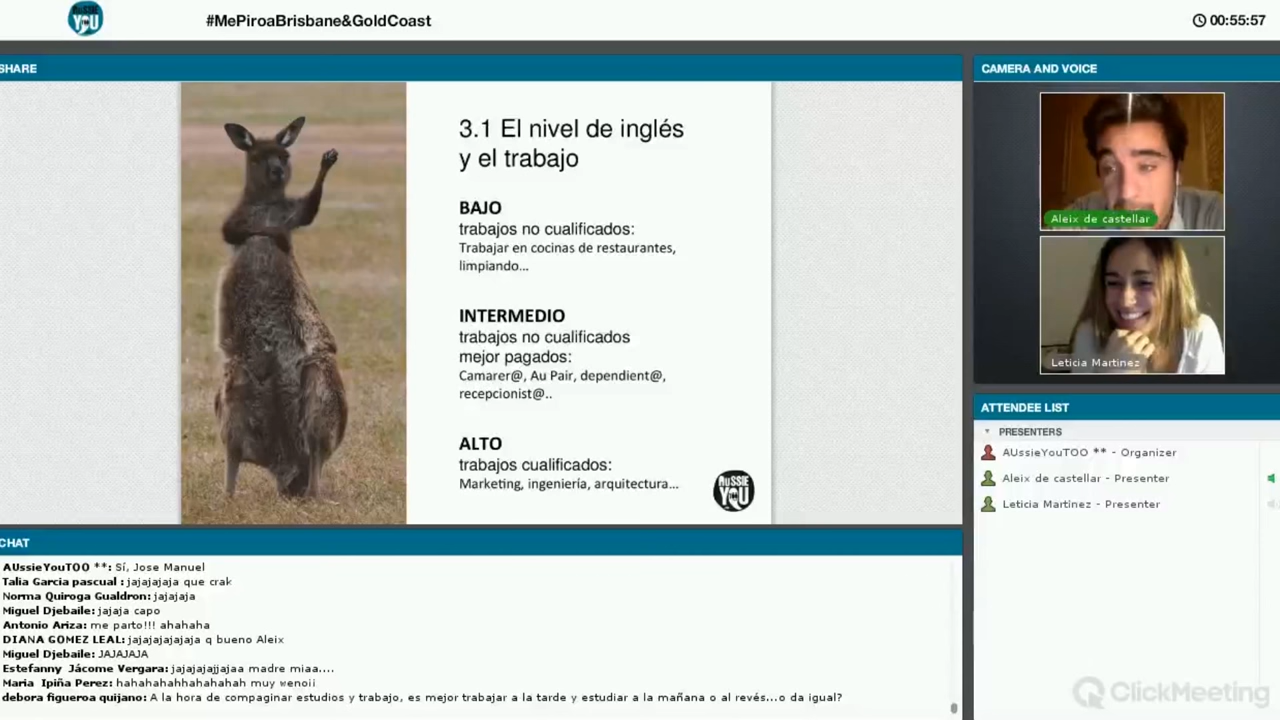 AUSSIE
YOU
#MePiroaBrisbane&GoldCoast
00:55:57
SHARE
CAMERA AND VOICE
3.1 El nivel de inglés
y el trabajo
BAJO
trabajos no cualificados:
Trabajar en cocinas de restaurantes,
limpiando...
INTERMEDIO
trabajos no cualificados
mejor pagados:
Camarer@, Au Pair, dependient@,
recepcionist@..
ALTO
trabajos cualificados:
Marketing, ingeniería, arquitectura...
AUSSIE
YOU
Aleix de castellar
Leticia Martinez
ATTENDEE LIST
PRESENTERS
AUssieYouTOO ** - Organizer
Aleix de castellar - Presenter
Leticia Martínez - Presenter
CHAT
AUssieYouTOO **: Sí, Jose Manuel
Talia Garcia pascual : jajajajaja que crak
Norma Quiroga Gualdron: jajajaja
Miguel Djebaile: jajaja capo
Antonio Ariza: me parto!!! ahahaha
DIANA GOMEZ LEAL: jajajajajajaja q bueno Aleix
Miguel Djebaile: JAJAJAJA
Estefanny Jácome Vergara: jajajajajjajaa madre miaa....
Maria Ipiña Perez: hahahahahhahahahah muy wenoii
debora figueroa quijano: A la hora de compaginar estudios y trabajo, es mejor trabajar a la tarde y estudiar a la mañana o al revés...o da igual?
ClickMeeting